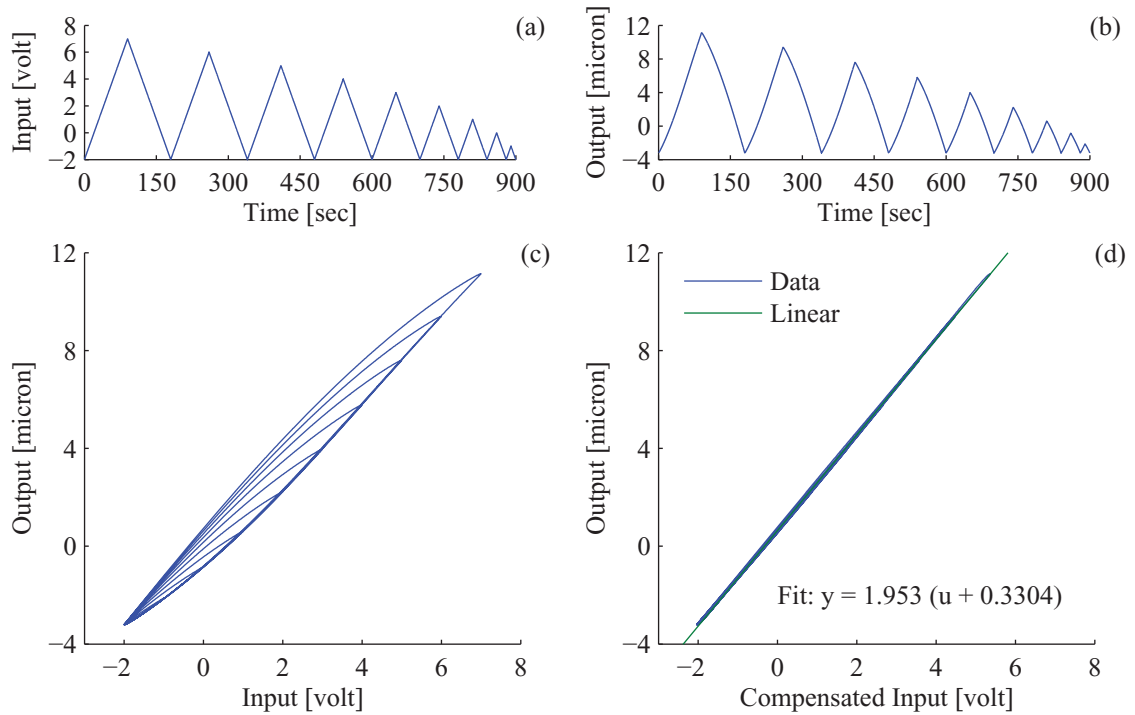 (a)
8
6
4
2
0
−2
Input [volt]
0 150 300 450 600 750 900
Time [sec]
(b)
12
8
4
0
−4
Output [micron]
0 150 300 450 600 750 900
Time [sec]
(c)
12
8
4
0
−4
Output [micron]
−2 0 2 4 6 8
Input [volt]
(d)
Data
Linear
12
8
4
0
−4
Output [micron]
Fit: y = 1.953 (u + 0.3304)
−2 0 2 4 6 8
Compensated Input [volt]